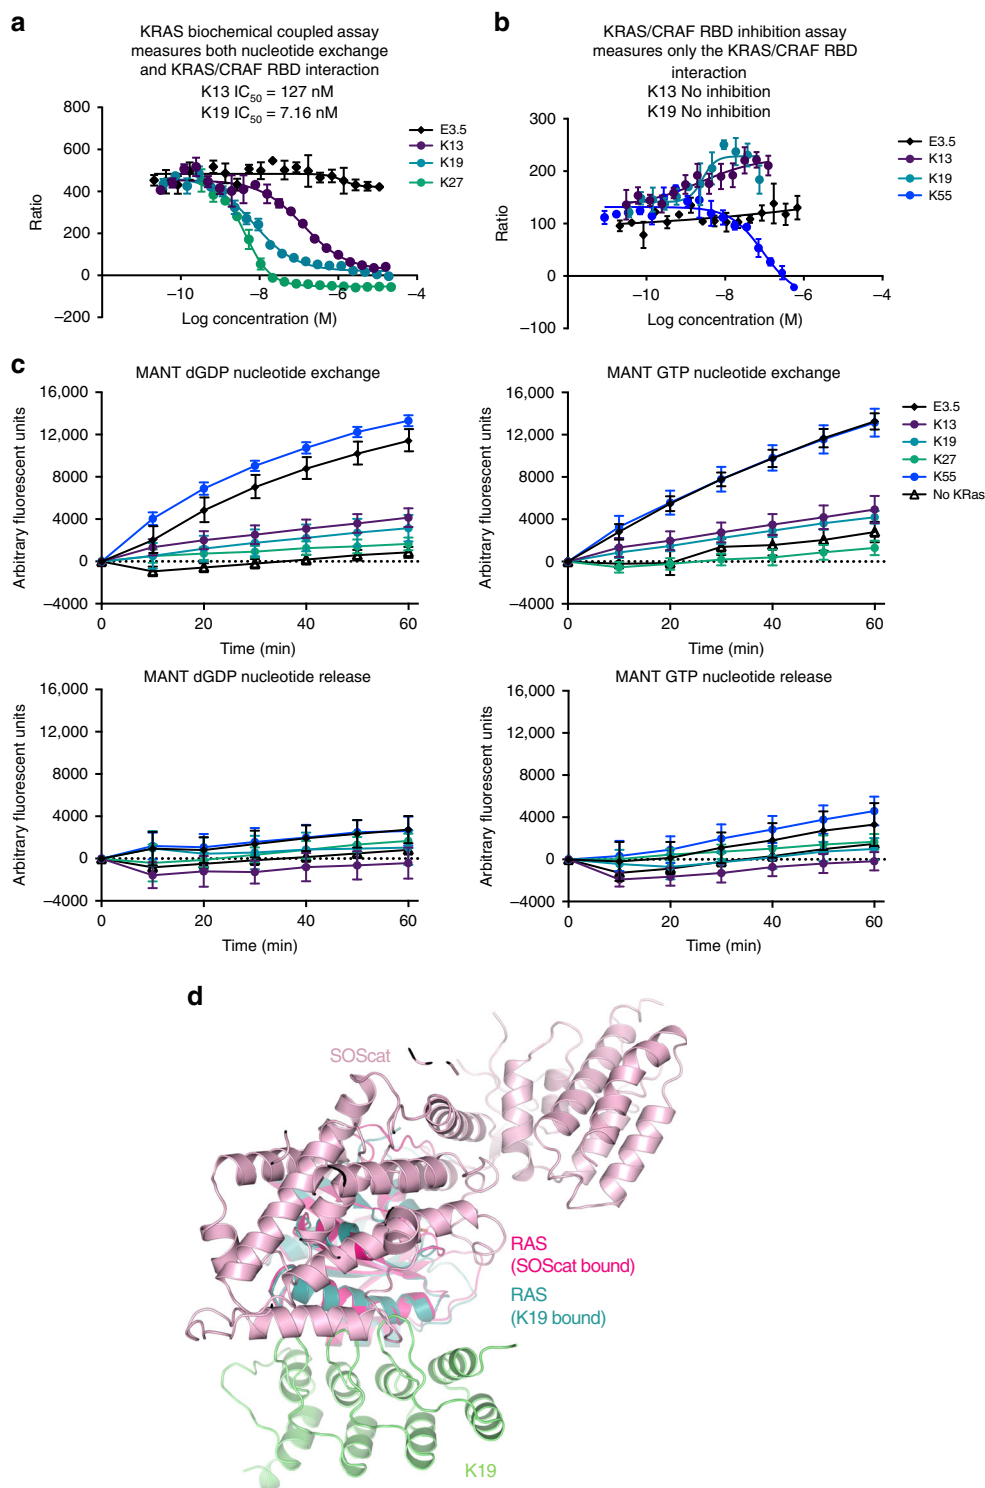 a
KRAS biochemical coupled assay
measures both nucleotide exchange
and KRAS/CRAF RBD interaction
K13 IC50 = 127 nM
K19 IC50 = 7.16 nM
800
600
400
200
0
−200
Ratio
−10
−8
−6
−4
Log concentration (M)
E3.5
K13
K19
K27
b
KRAS/CRAF RBD inhibition assay
measures only the KRAS/CRAF RBD
interaction
K13 No inhibition
K19 No inhibition
300
200
100
0
−100
Ratio
−10
−8
−6
−4
Log concentration (M)
E3.5
K13
K19
K55
c
MANT dGDP nucleotide exchange
16,000
12,000
8000
4000
0
−4000
Arbitrary fluorescent units
0
20
40
60
Time (min)
MANT GTP nucleotide exchange
16,000
12,000
8000
4000
0
−4000
Arbitrary fluorescent units
0
20
40
60
Time (min)
E3.5
K13
K19
K27
K55
No KRas
MANT dGDP nucleotide release
16,000
12,000
8000
4000
0
−4000
Arbitrary fluorescent units
0
20
40
60
Time (min)
MANT GTP nucleotide release
16,000
12,000
8000
4000
0
−4000
Arbitrary fluorescent units
0
20
40
60
Time (min)
d
SOScat
RAS
(SOScat bound)
RAS
(K19 bound)
K19